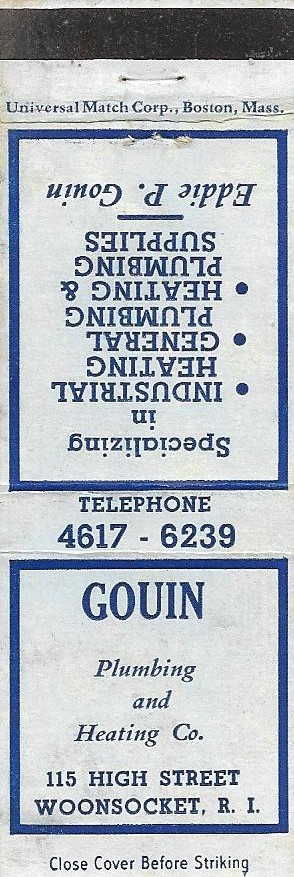 Universal Match Corp., Boston, Mass.
Specializing
in
• INDUSTRIAL
HEATING
• GENERAL
PLUMBING
• HEATING &
PLUMBING
SUPPLIES
Eddie P. Gouin
TELEPHONE
4617 - 6239
GOUIN
Plumbing
and
Heating Co.
115 HIGH STREET
WOONSOCKET, R. I.
Close Cover Before Striking